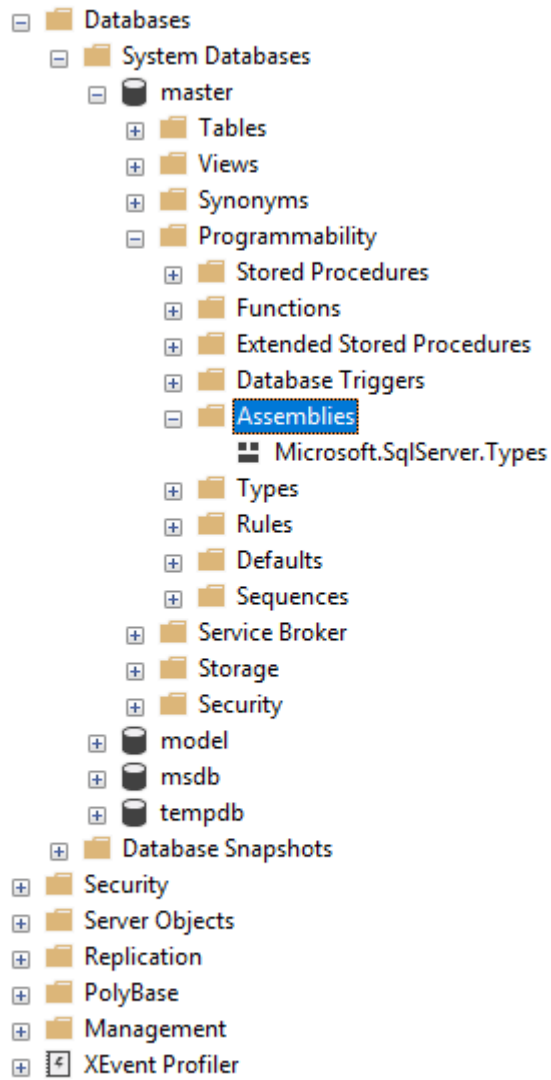 Databases
System Databases
master
Tables
Views
Synonyms
Programmability
Stored Procedures
Functions
Extended Stored Procedures
Database Triggers
Assemblies
Microsoft.SqlServer.Types
Types
Rules
Defaults
Sequences
Service Broker
Storage
Security
model
msdb
tempdb
Database Snapshots
Security
Server Objects
Replication
PolyBase
Management
XEvent Profiler